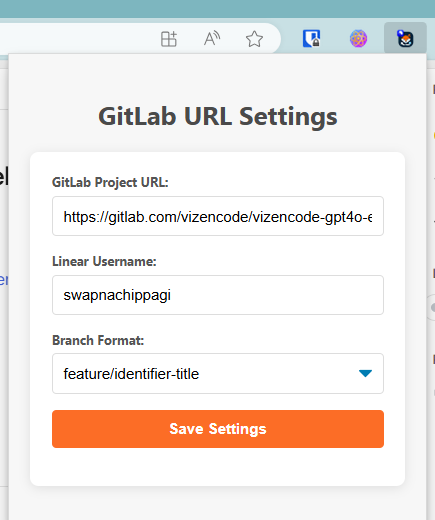 GitLab URL Settings
GitLab Project URL:
https://gitlab.com/vizencode/vizencode-gpt4o-e
Linear Username:
swapnachippagi
Branch Format:
feature/identifier-title
Save Settings